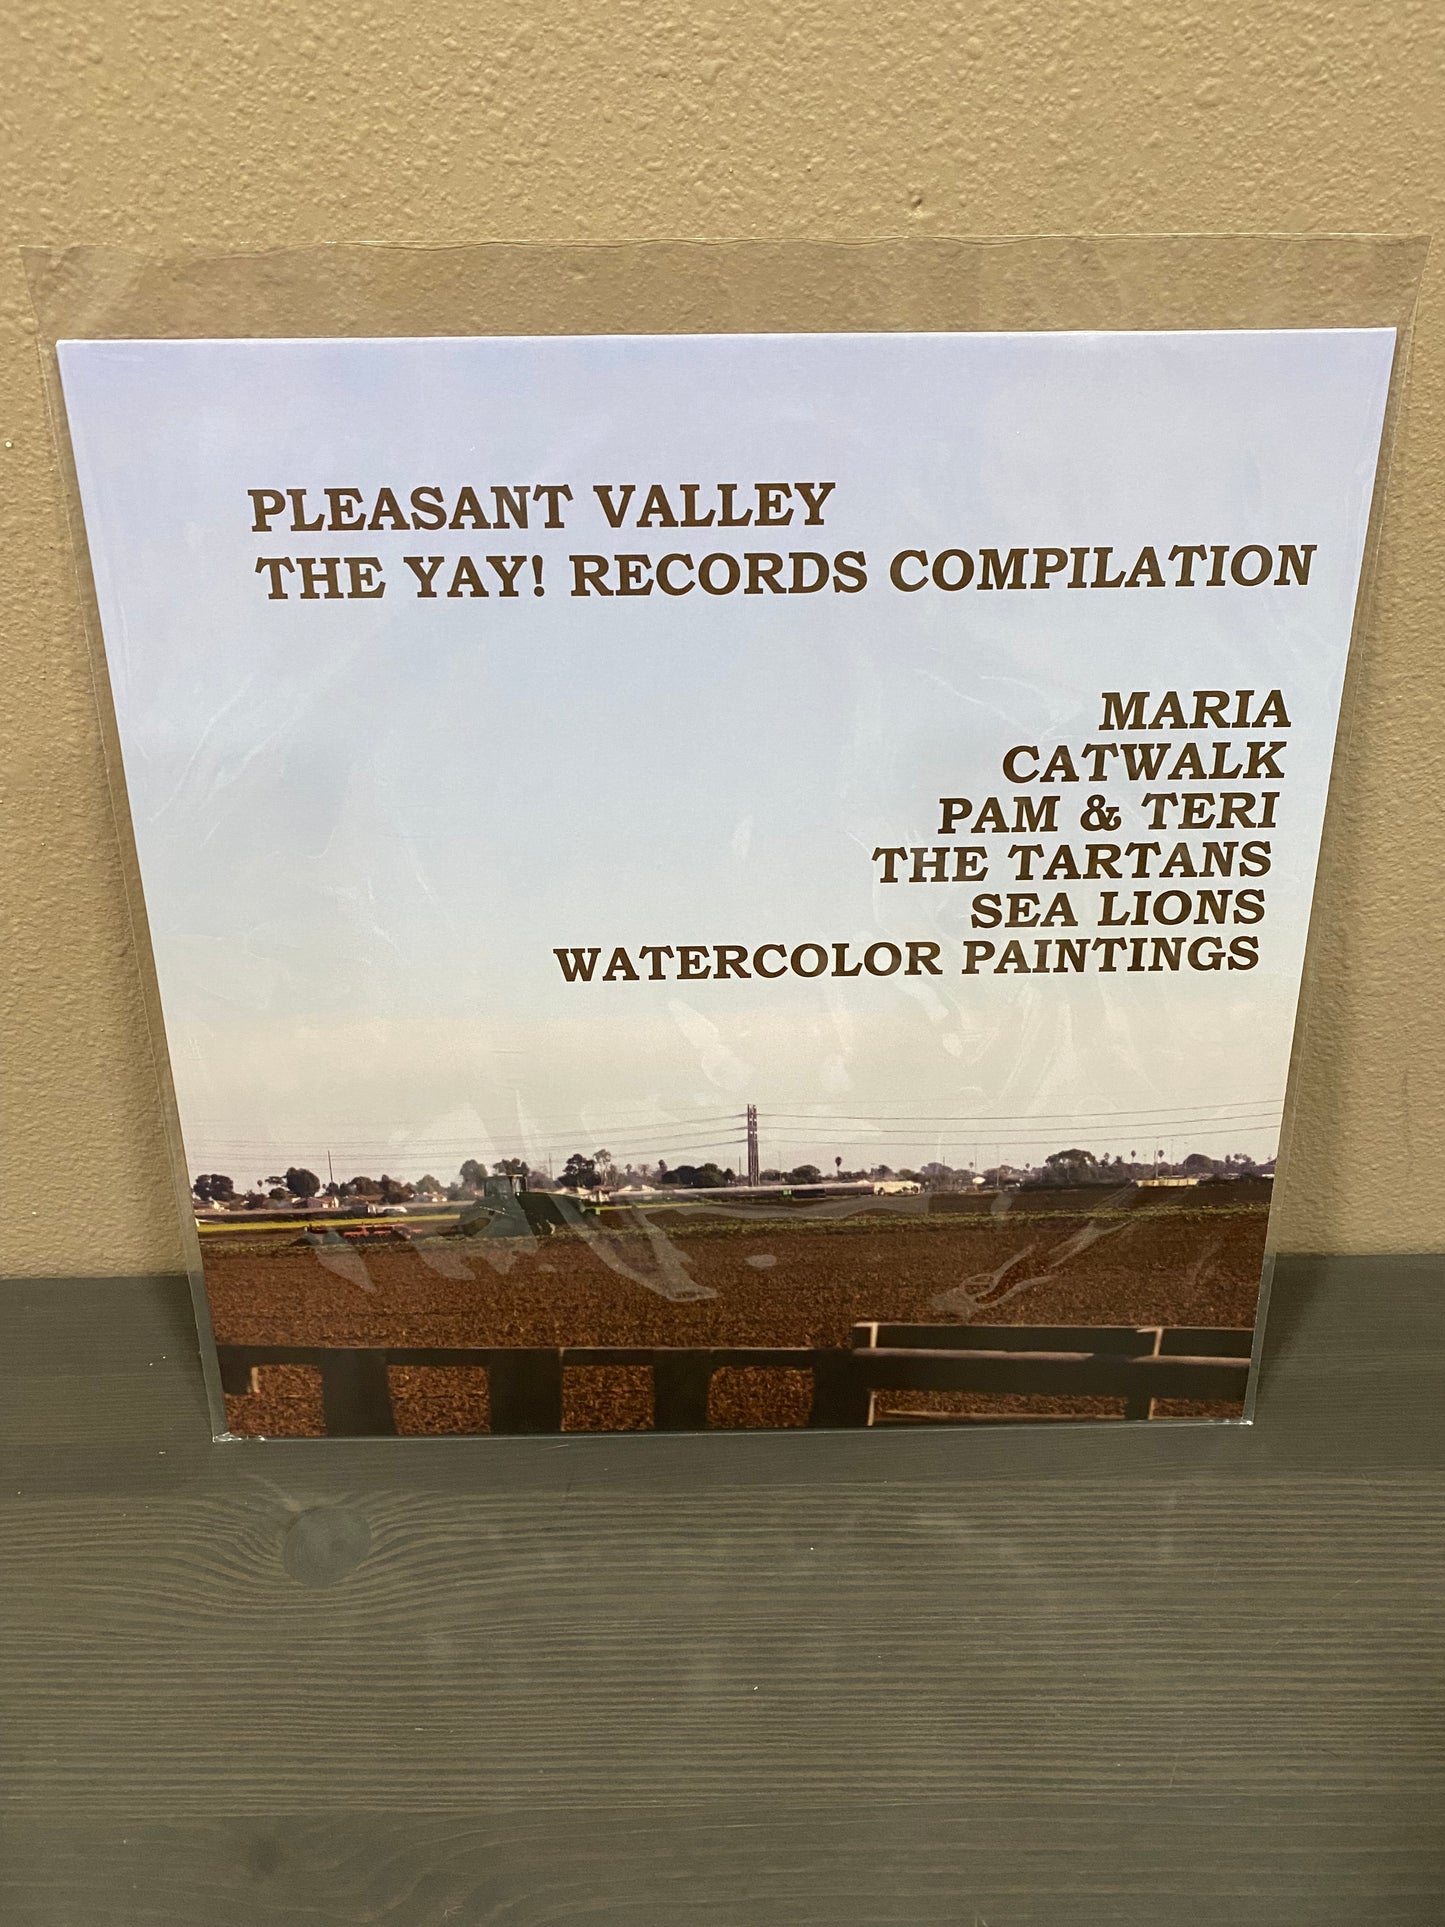 PLEASANT VALLEY
THE YAY! RECORDS COMPILATION
MARIA
CATWALK
PAM & TERI
THE TARTANS
SEA LIONS
WATERCOLOR PAINTINGS